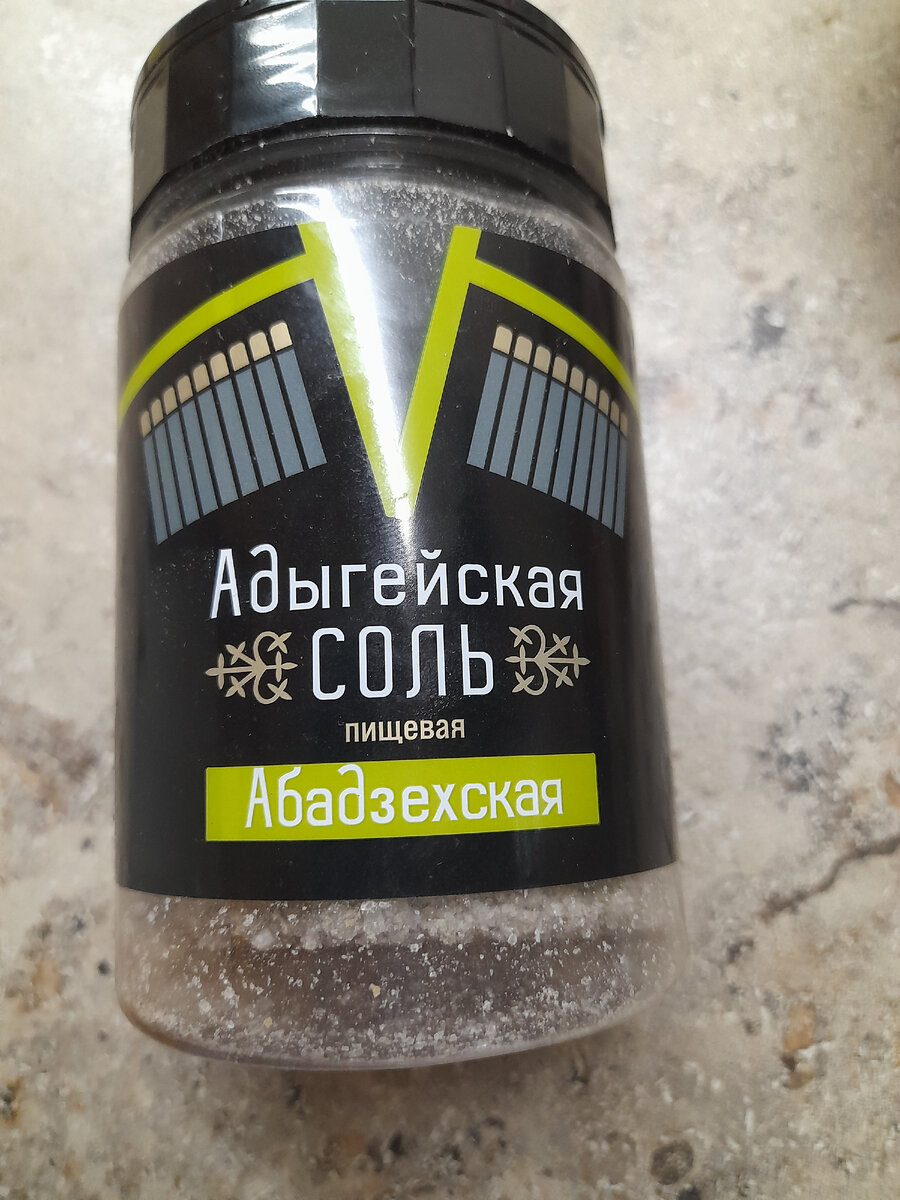 Адыгейская
соль
пищевая
Абадзехская